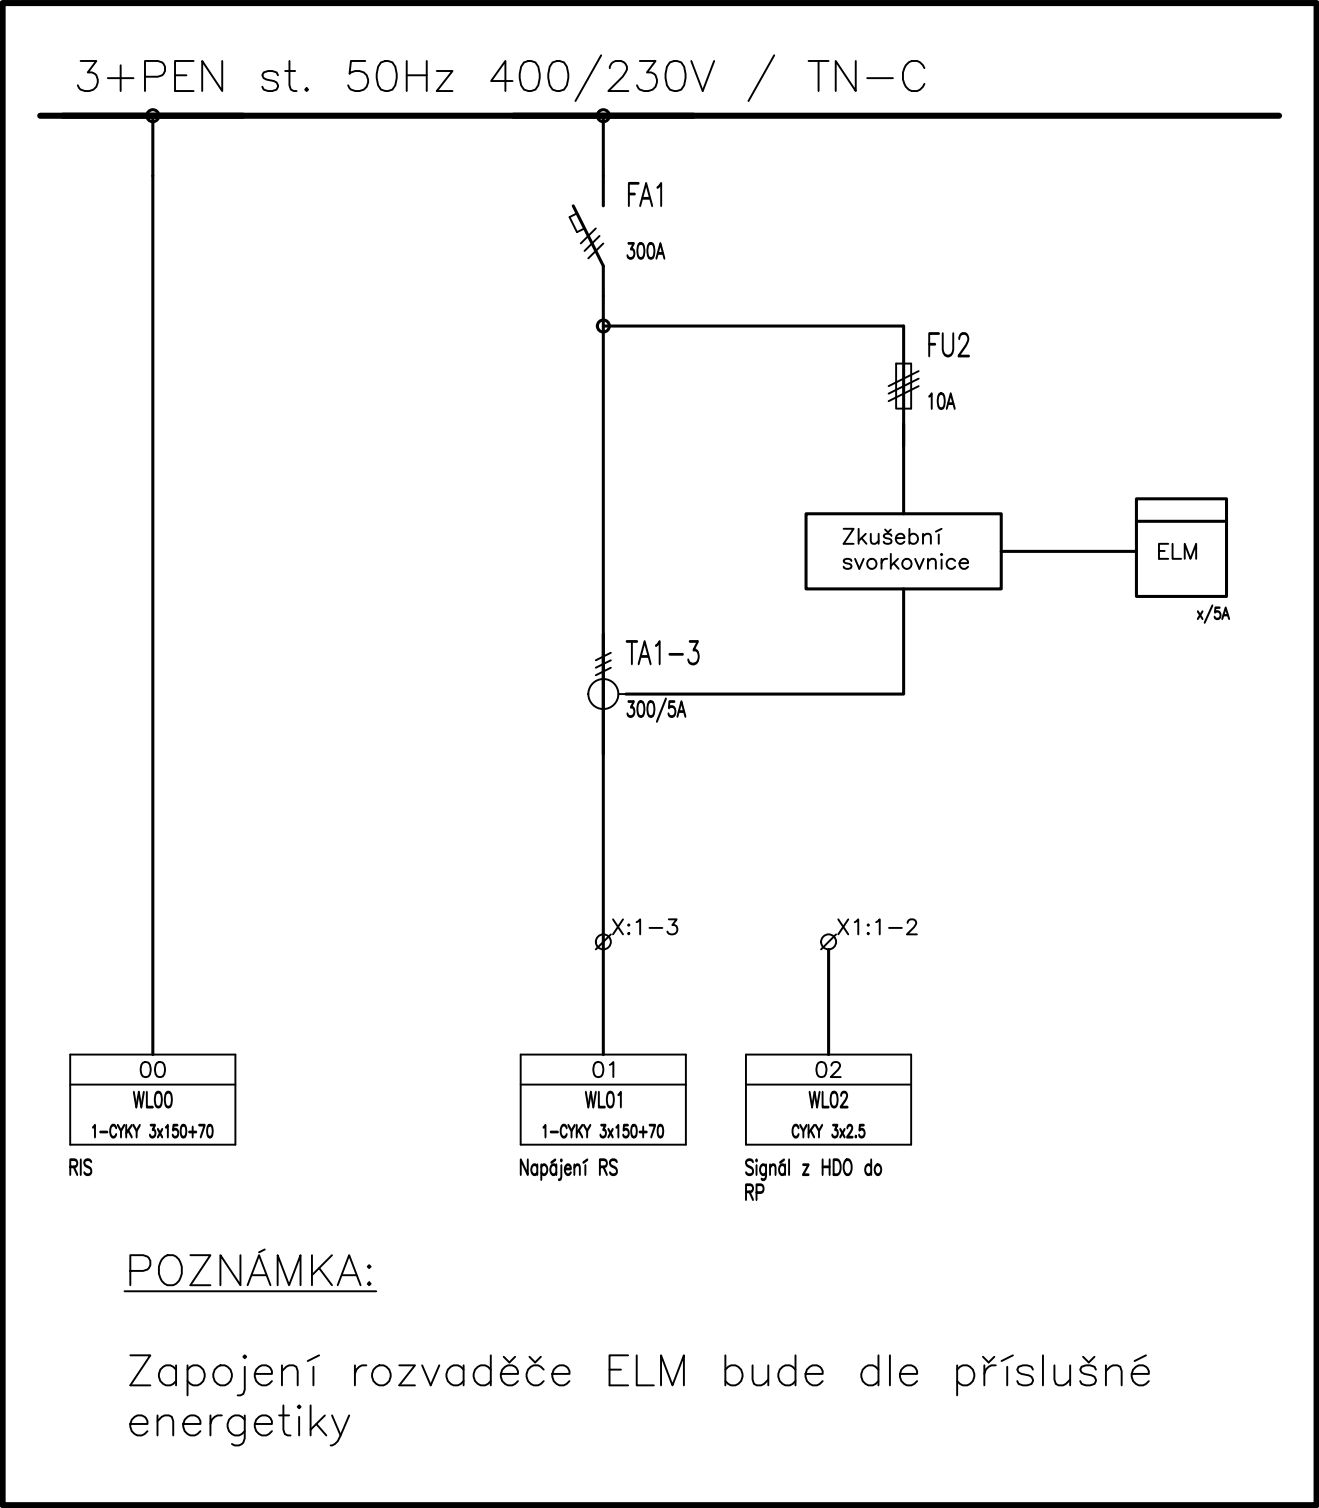 3+PEN st. 50Hz 400/230V / TN-C
FA1
300A
FU2
10A
Zkušební
svorkovnice
ELM
x/5A
TA1-3
300/5A
X:1-3
X1:1-2
00
WL00
1-CYKY 3x150+70
RIS
01
WL01
1-CYKY 3x150+70
Napájení RS
02
WL02
CYKY 3x2.5
Signál z HDO do
RP
POZNÁMKA:
Zapojení rozvaděče ELM bude dle příslušné
energetiky